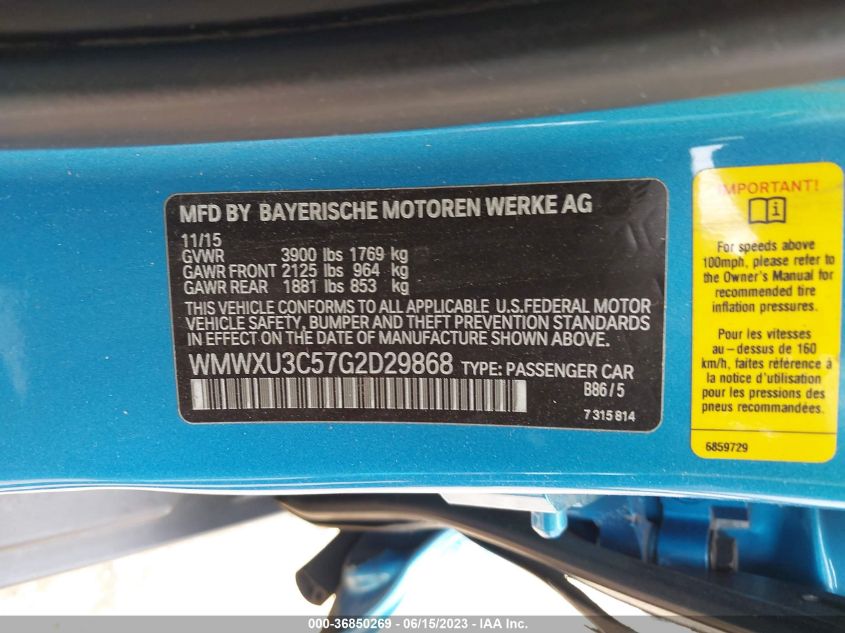 MFD BY BAYERISCHE MOTOREN WERKE AG
11/15
GVWR 3900 lbs 1769 kg
GAWR FRONT 2125 lbs 964 kg
GAWR REAR 1881 lbs 853 kg
THIS VEHICLE CONFORMS TO ALL APPLICABLE U.S.FEDERAL MOTOR
VEHICLE SAFETY, BUMPER AND THEFT PREVENTION STANDARDS
IN EFFECT ON THE DATE OF MANUFACTURE SHOWN ABOVE.
WMWXU3C57G2D29868 TYPE: PASSENGER CAR
B86/5
7 315 814
IMPORTANT!
i
For speeds above
100mph, please refer to
the Owner's Manual for
recommended tire
inflation pressures.
Pour les vitesses
au-dessus de 160
km/h, faites référence à
la notice d'utilisation
pour les pressions des
pneus recommandées.
6859729
000-36850269 - 06/15/2023 - IAA Inc.